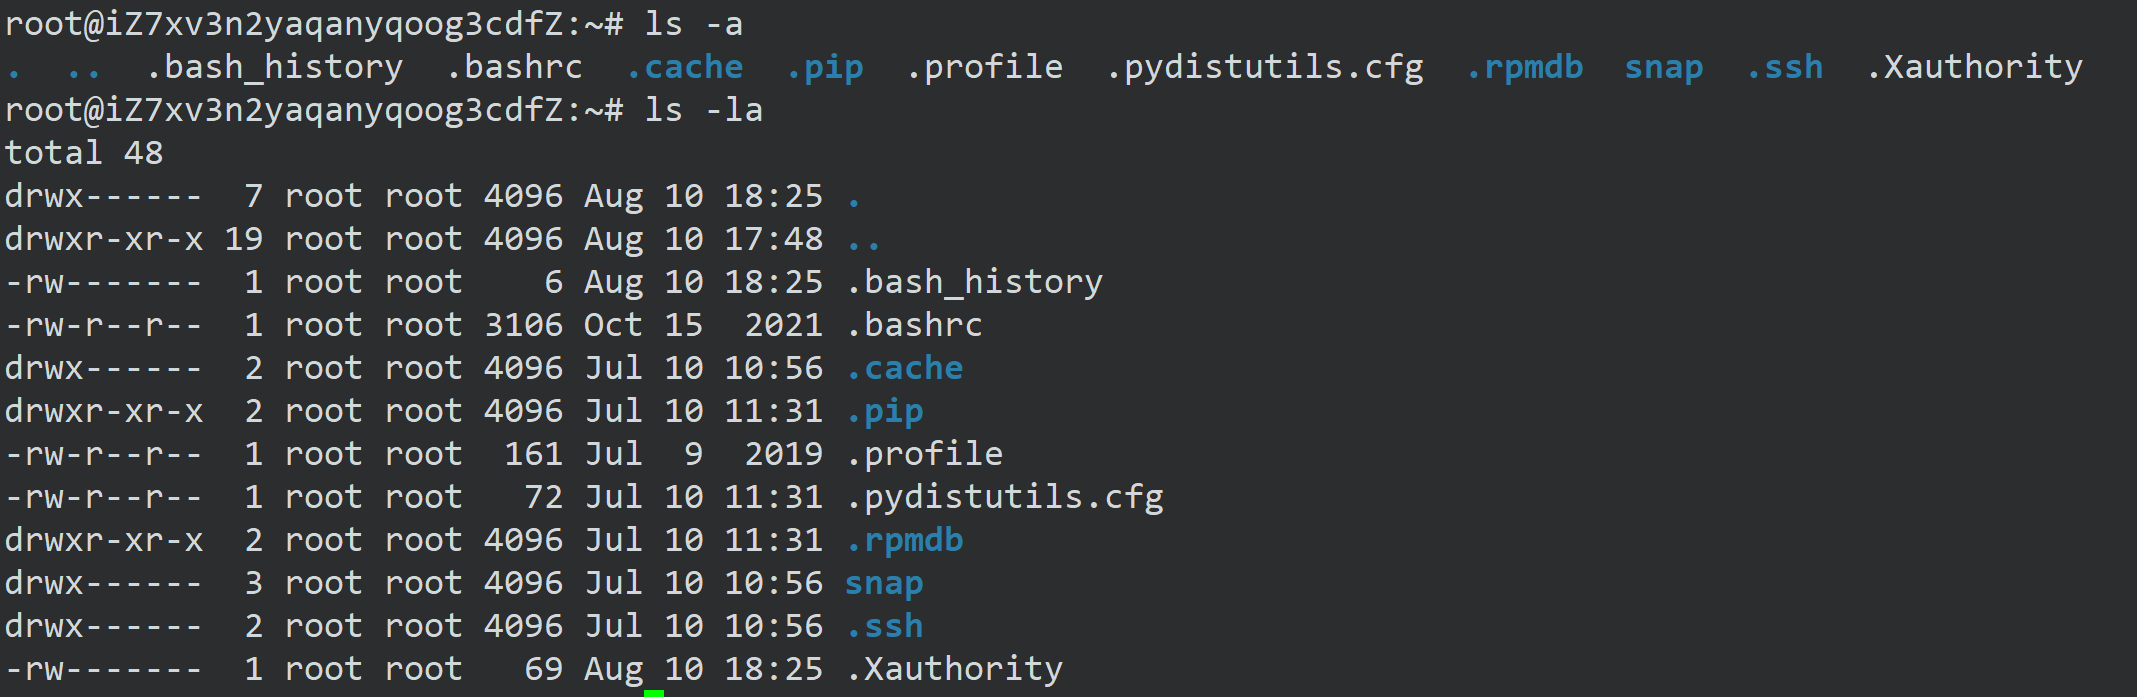 root@iZ7xv3n2yaqanyqoog3cdfZ:~# ls -a
.  ..  .bash_history  .bashrc  .cache  .pip  .profile  .pydistutils.cfg  .rpmdb  snap  .ssh  .Xauthority
root@iZ7xv3n2yaqanyqoog3cdfZ:~# ls -la
total 48
drwx------  7 root root 4096 Aug 10 18:25 .
drwxr-xr-x 19 root root 4096 Aug 10 17:48 ..
-rw-------  1 root root    6 Aug 10 18:25 .bash_history
-rw-r--r--  1 root root 3106 Oct 15  2021 .bashrc
drwx------  2 root root 4096 Jul 10 10:56 .cache
drwxr-xr-x  2 root root 4096 Jul 10 11:31 .pip
-rw-r--r--  1 root root  161 Jul  9  2019 .profile
-rw-r--r--  1 root root   72 Jul 10 11:31 .pydistutils.cfg
drwxr-xr-x  2 root root 4096 Jul 10 11:31 .rpmdb
drwx------  3 root root 4096 Jul 10 10:56 snap
drwx------  2 root root 4096 Jul 10 10:56 .ssh
-rw-------  1 root root   69 Aug 10 18:25 .Xauthority